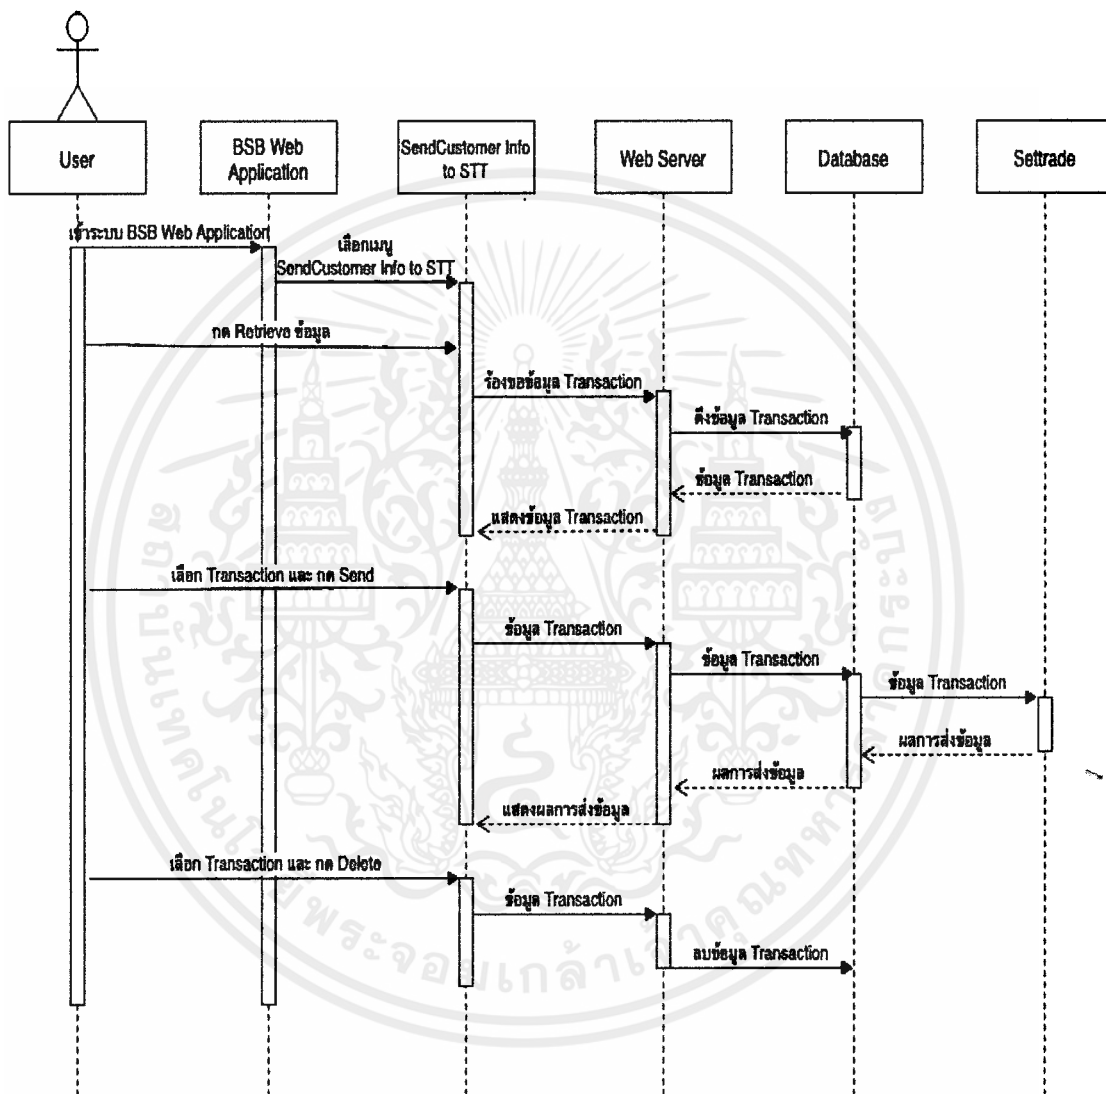 User
BSB Web
Application
SendCustomer Info
to STT
Web Server
Database
Settrade
เข้าระบบ BSB Web Application
เลือกเมนู
SendCustomer Info to STT
กด Retrieve ข้อมูล
ร้องขอข้อมูล Transaction
ดึงข้อมูล Transaction
ข้อมูล Transaction
แสดงข้อมูล Transaction
เลือก Transaction และ กด Send
ข้อมูล Transaction
ข้อมูล Transaction
ข้อมูล Transaction
ผลการส่งข้อมูล
ผลการส่งข้อมูล
แสดงผลการส่งข้อมูล
เลือก Transaction และ กด Delete
ข้อมูล Transaction
ลบข้อมูล Transaction